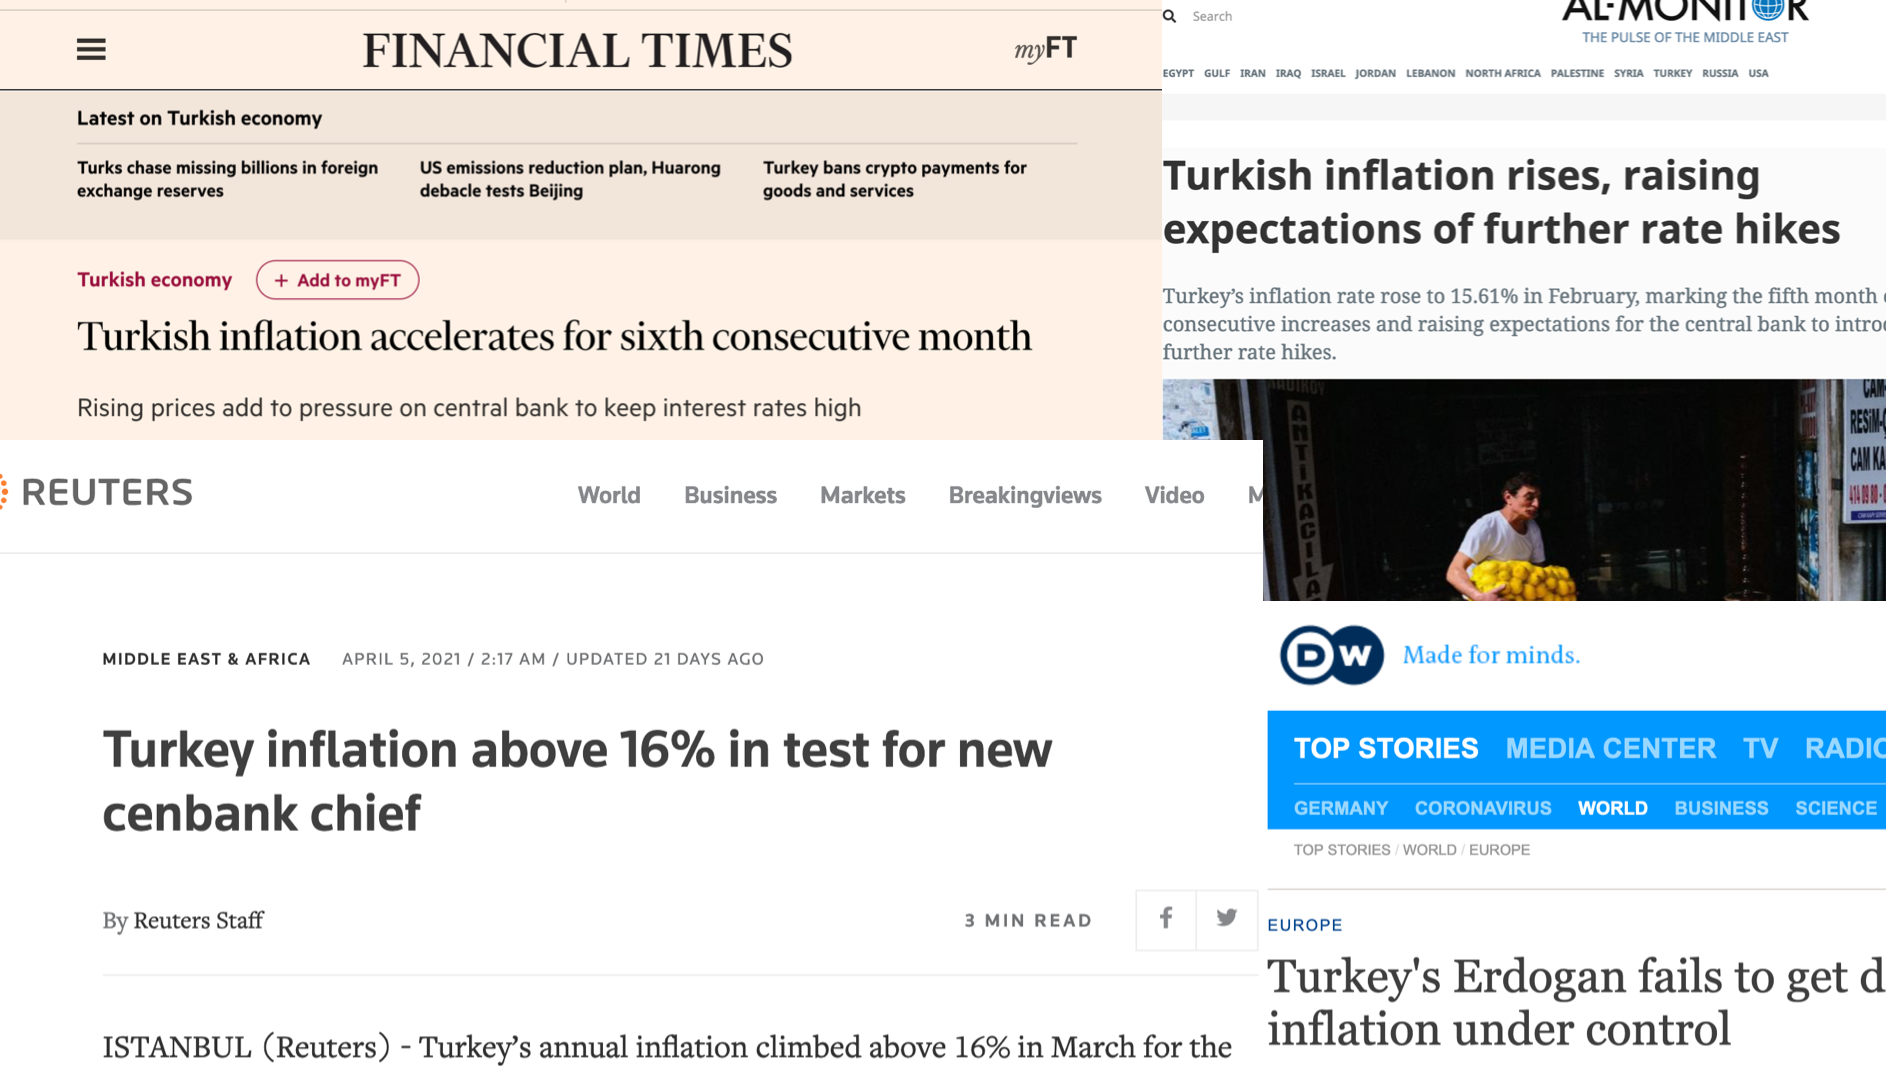 FINANCIAL TIMES
myFT
Latest on Turkish economy
Turks chase missing billions in foreign
exchange reserves
US emissions reduction plan, Huarong
debacle tests Beijing
Turkey bans crypto payments for
goods and services
Turkish economy
+ Add to myFT
Turkish inflation accelerates for sixth consecutive month
Rising prices add to pressure on central bank to keep interest rates high
Search
AL-MONITOR
THE PULSE OF THE MIDDLE EAST
EGYPT GULF IRAN IRAQ ISRAEL JORDAN LEBANON NORTH AFRICA PALESTINE SYRIA TURKEY RUSSIA USA
Turkish inflation rises, raising
expectations of further rate hikes
Turkey's inflation rate rose to 15.61% in February, marking the fifth month
consecutive increases and raising expectations for the central bank to
further rate hikes.
ANTIKACILA
CAM
RESİM
CAM KA
REUTERS
World Business Markets Breakingviews Video M
MIDDLE EAST & AFRICA
APRIL 5, 2021 / 2:17 AM / UPDATED 21 DAYS AGO
Turkey inflation above 16% in test for new
cenbank chief
By Reuters Staff
3 MIN READ
ISTANBUL (Reuters) - Turkey's annual inflation climbed above 16% in March for the
DW
Made for minds.
TOP STORIES MEDIA CENTER TV RADIO
GERMANY CORONAVIRUS WORLD BUSINESS SCIENCE
TOP STORIES / WORLD / EUROPE
EUROPE
Turkey's Erdogan fails to get d
inflation under control